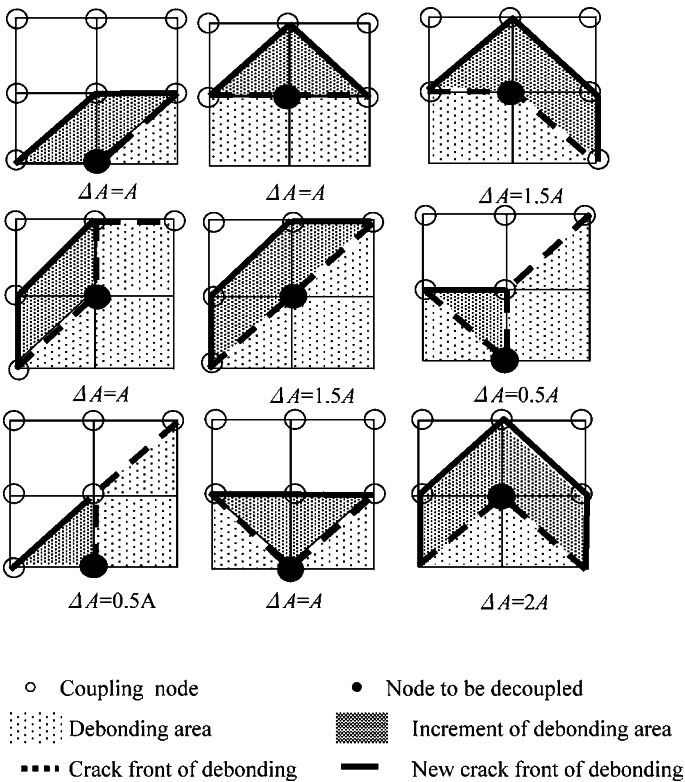 ΔA=A
ΔA=A
ΔA=1.5A
ΔA=A
ΔA=1.5A
ΔA=0.5A
ΔA=0.5A
ΔA=A
ΔA=2A
Coupling node
Node to be decoupled
Debonding area
Increment of debonding area
Crack front of debonding
New crack front of debonding